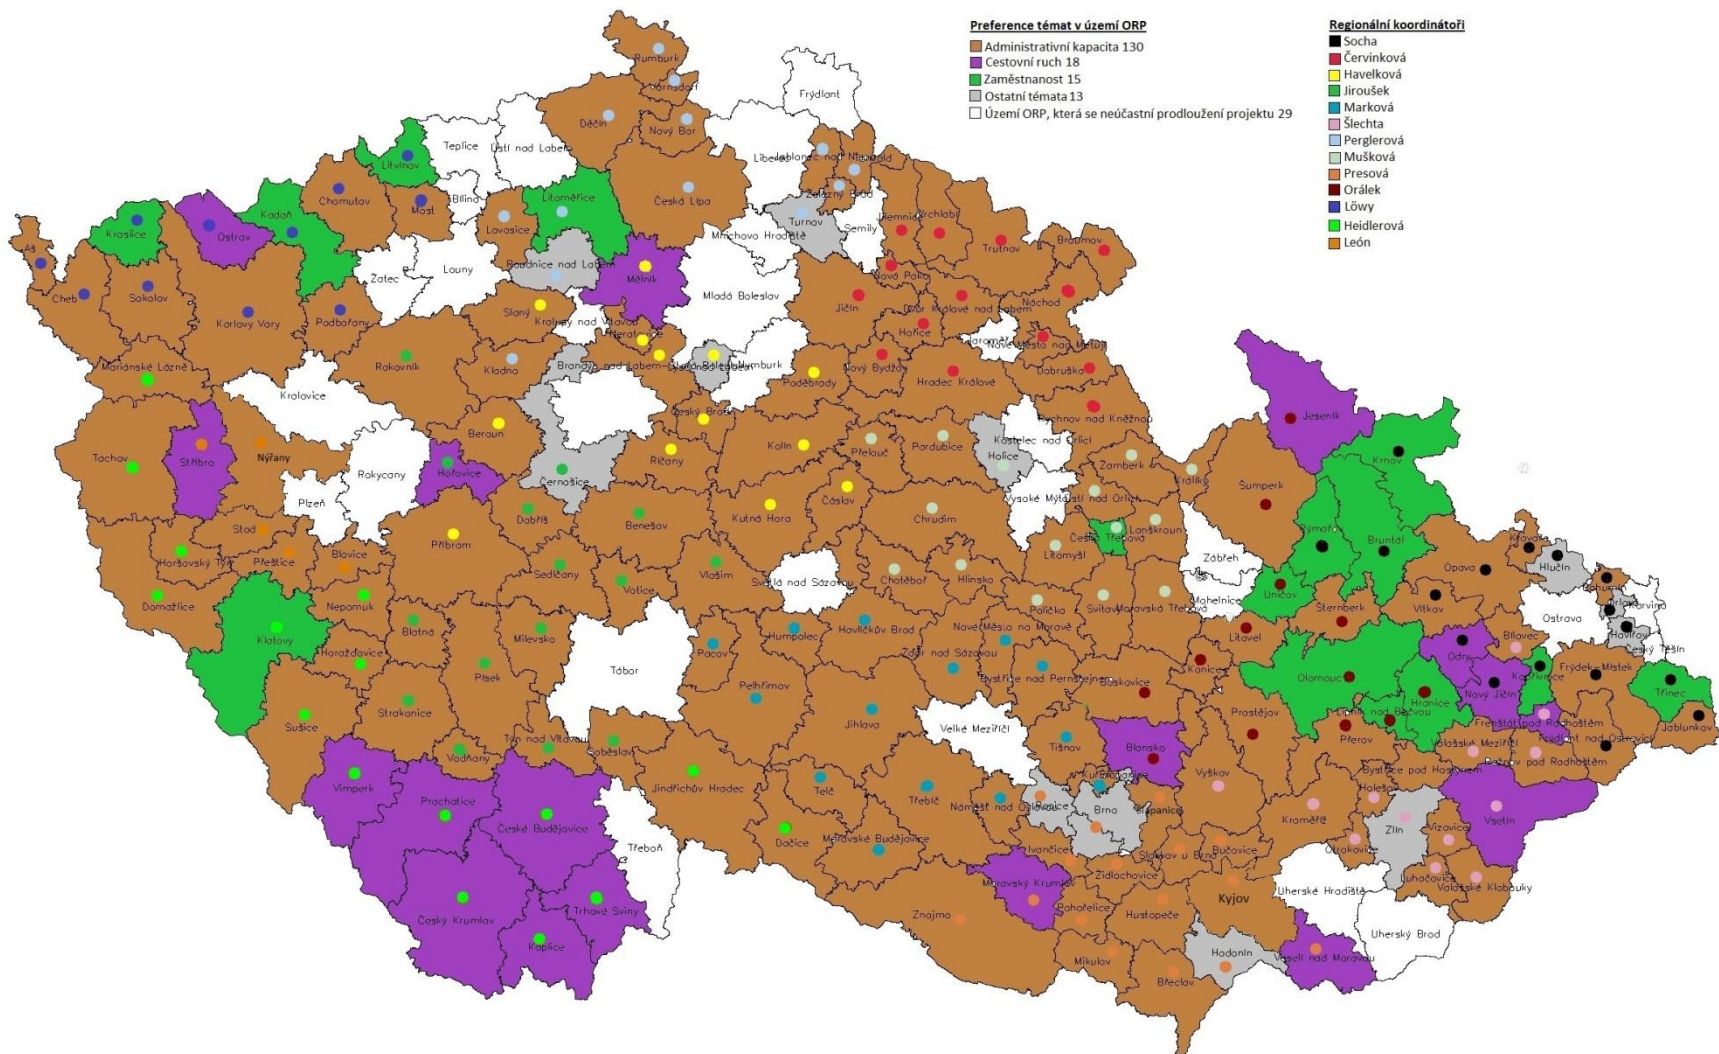 Preference témat v území ORP
Administrativní kapacita 130
Cestovní ruch 18
Zaměstnanost 15
Ostatní témata 13
Území ORP, která se neúčastní prodloužení projektu 29
Regionální koordinátoři
Socha
Červinková
Havelková
Jiroušek
Marková
Šlechta
Perglerová
Mušková
Presová
Orálek
Löwy
Heidlerová
León
Rumburk
Varnsdorf
Frýdlant
Děčín
Nový Bor
Teplice
Ústí nad Labem
Liberec
Jablonec nad Nisou
Litvínov
Železný Brod
Česká Lípa
Litoměřice
Bílina
Chomutov
Most
Kadaň
Lovosice
Turnov
Semily
Jilemnice
Vrchlabí
Trutnov
Broumov
Kraslice
Ostrov
Mnichovo Hradiště
Aš
Louny
Roudnice nad Labem
Nová Paka
Žatec
Mělník
Náchod
Cheb
Sokolov
Mladá Boleslav
Jičín
Dvůr Králové nad Labem
Karlovy Vary
Podbořany
Slaný
Kralupy nad Vltavou
Hořice
Neratovice
Jaroměř
Nové Město nad Metují
Rakovník
Kladno
Nymburk
Mariánské Lázně
Poděbrady
Nový Bydžov
Hradec Králové
Dobruška
Kralovice
Jeseník
Český Brod
Rychnov nad Kněžnou
Beroun
Kolín
Pardubice
Kostelec nad Orlicí
Nýřany
Říčany
Přelouč
Holice
Krnov
Tachov
Stříbro
Rokycany
Hořovice
Žamberk
Králíky
Černošice
Šumperk
Plzeň
Čáslav
Vysoké Mýto
Ústí nad Orlicí
Dobříš
Benešov
Kutná Hora
Chrudim
Lanškroun
Rýmařov
Stod
Příbram
Česká Třebová
Bruntál
Kravaře
Litomyšl
Zábřeh
Horšovský Týn
Přeštice
Blovice
Hlučín
Sedlčany
Vlašim
Chotěboř
Hlinsko
Opava
Světlá nad Sázavou
Votice
Uničov
Bohumín
Domažlice
Nepomuk
Polička
Svitavy
Moravská Třebová
Mohelnice
Vítkov
Orlová
Karviná
Šternberk
Ostrava
Blatná
Havlíčkův Brod
Nové Město na Moravě
Litovel
Havířov
Klatovy
Milevsko
Humpolec
Bílovec
Horažďovice
Pacov
Žďár nad Sázavou
Odry
Český Těšín
Písek
Tábor
Konice
Kopřivnice
Frýdek-Místek
Bystřice nad Pernštejnem
Boskovice
Olomouc
Nový Jičín
Třinec
Strakonice
Pelhřimov
Hranice
Sušice
Jihlava
Prostějov
Lipník nad Bečvou
Frenštát pod Radhoštěm
Velké Meziříčí
Jablunkov
Přerov
Frýdlant nad Ostravicí
Týn nad Vltavou
Soběslav
Tišnov
Blansko
Valašské Meziříčí
Vodňany
Rožnov pod Radhoštěm
Bystřice pod Hostýnem
Vimperk
Jindřichův Hradec
Telč
Vyškov
Třebíč
Kuřim
Holešov
Prachatice
Náměšť nad Oslavou
Rosice
Brno
Šlapanice
Kroměříž
Vsetín
České Budějovice
Zlín
Vizovice
Dačice
Moravské Budějovice
Bučovice
Otrokovice
Třeboň
Ivančice
Slavkov u Brna
Židlochovice
Luhačovice
Valašské Klobouky
Moravský Krumlov
Uherské Hradiště
Český Krumlov
Trhové Sviny
Kyjov
Znojmo
Pohořelice
Hustopeče
Uherský Brod
Kaplice
Hodonín
Veselí nad Moravou
Mikulov
Břeclav